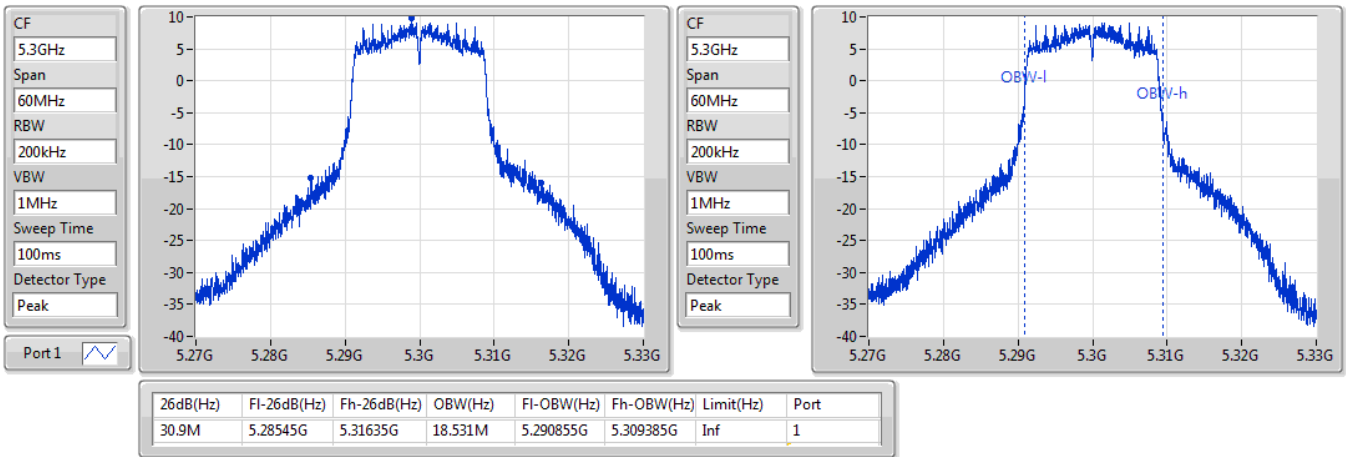 CF
5.3GHz
Span
60MHz
RBW
200kHz
VBW
1MHz
Sweep Time
100ms
Detector Type
Peak
Port 1
10
5
0
-5
-10
-15
-20
-25
-30
-35
-40
5.27G 5.28G 5.29G 5.3G 5.31G 5.32G 5.33G
CF
5.3GHz
Span
60MHz
RBW
200kHz
VBW
1MHz
Sweep Time
100ms
Detector Type
Peak
10
5
0
-5
-10
-15
-20
-25
-30
-35
-40
OBW-l
OBW-h
5.27G 5.28G 5.29G 5.3G 5.31G 5.32G 5.33G
26dB(Hz) Fl-26dB(Hz) Fh-26dB(Hz) OBW(Hz) Fl-OBW(Hz) Fh-OBW(Hz) Limit(Hz) Port
30.9M 5.28545G 5.31635G 18.531M 5.290855G 5.309385G Inf 1